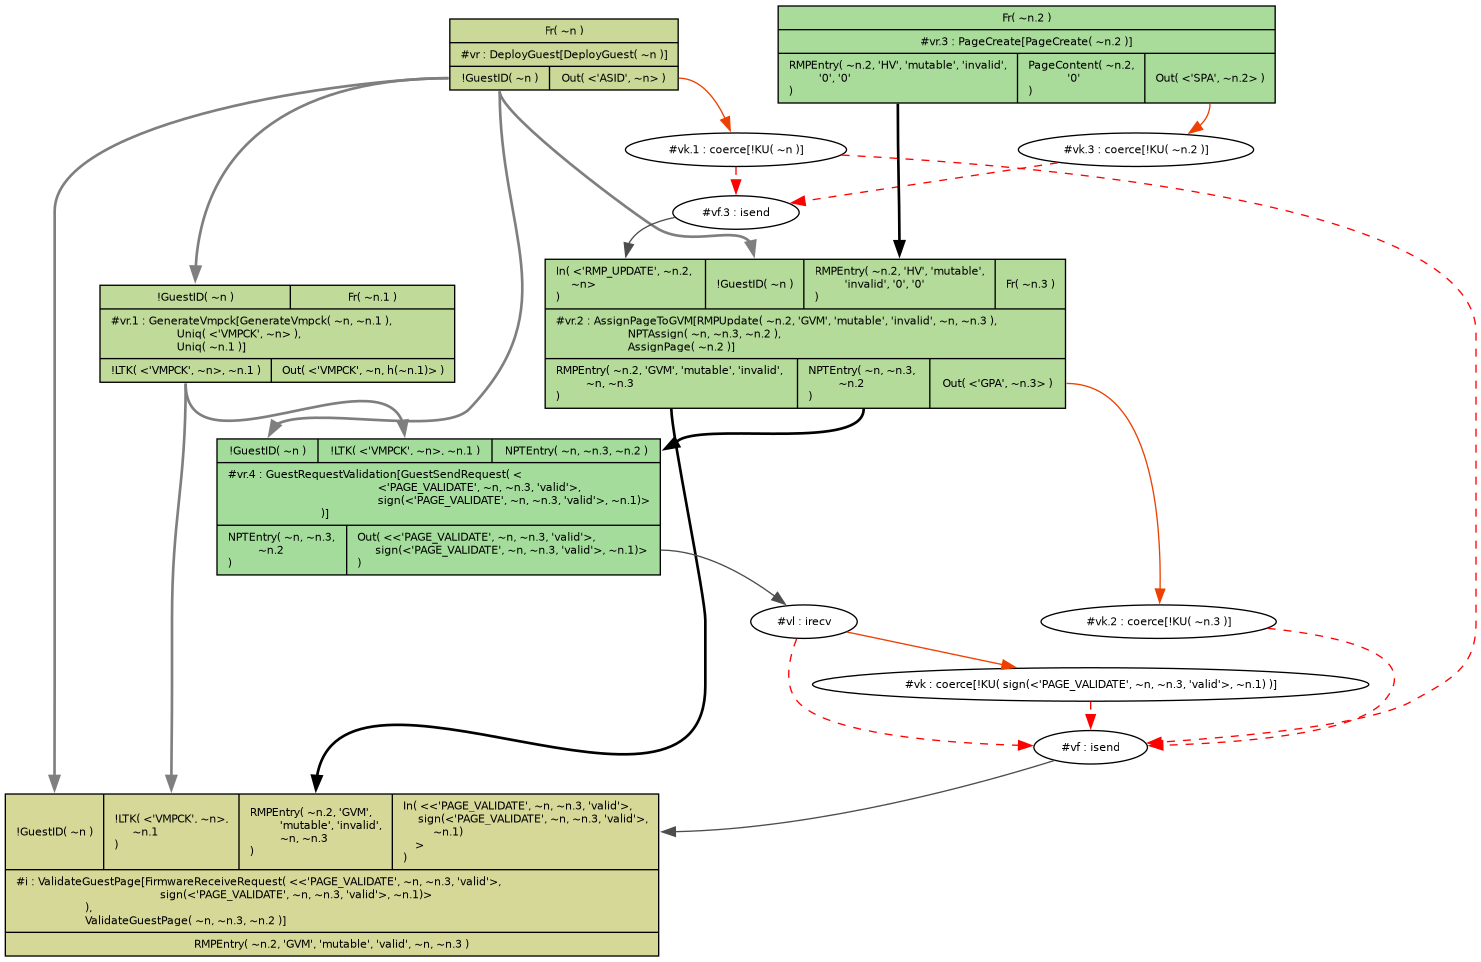 Fr( ~n )
#vr : DeployGuest[DeployGuest( ~n )]
!GuestID( ~n )
Out( <'ASID', ~n> )
Fr( ~n.2 )
#vr.3 : PageCreate[PageCreate( ~n.2 )]
RMPEntry( ~n.2, 'HV', 'mutable', 'invalid',
'0', '0'
)
PageContent( ~n.2,
'0'
)
Out( <'SPA', ~n.2> )
#vk.1 : coerce[!KU( ~n )]
#vk.3 : coerce[!KU( ~n.2 )]
#vf.3 : isend
!GuestID( ~n )
Fr( ~n.1 )
#vr.1 : GenerateVmpck[GenerateVmpck( ~n, ~n.1 ),
Uniq( <'VMPCK', ~n> ),
Uniq( ~n.1 )]
!LTK( <'VMPCK', ~n>, ~n.1 )
Out( <'VMPCK', ~n, h(~n.1)> )
In( <'RMP_UPDATE', ~n.2,
~n>
)
!GuestID( ~n )
RMPEntry( ~n.2, 'HV', 'mutable',
'invalid', '0', '0'
)
Fr( ~n.3 )
#vr.2 : AssignPageToGVM[RMPUpdate( ~n.2, 'GVM', 'mutable', 'invalid', ~n, ~n.3 ),
NPTAssign( ~n, ~n.3, ~n.2 ),
AssignPage( ~n.2 )]
RMPEntry( ~n.2, 'GVM', 'mutable', 'invalid',
~n, ~n.3
)
NPTEntry( ~n, ~n.3,
~n.2
)
Out( <'GPA', ~n.3> )
!GuestID( ~n )
!LTK( <'VMPCK', ~n>, ~n.1 )
NPTEntry( ~n, ~n.3, ~n.2 )
#vr.4 : GuestRequestValidation[GuestSendRequest( <
<'PAGE_VALIDATE', ~n, ~n.3, 'valid'>,
sign(<'PAGE_VALIDATE', ~n, ~n.3, 'valid'>, ~n.1)>
)]
NPTEntry( ~n, ~n.3,
~n.2
)
Out( <<'PAGE_VALIDATE', ~n, ~n.3, 'valid'>,
sign(<'PAGE_VALIDATE', ~n, ~n.3, 'valid'>, ~n.1)>
)
#vl : irecv
#vk.2 : coerce[!KU( ~n.3 )]
#vk : coerce[!KU( sign(<'PAGE_VALIDATE', ~n, ~n.3, 'valid'>, ~n.1) )]
#vf : isend
!GuestID( ~n )
!LTK( <'VMPCK', ~n>,
~n.1
)
RMPEntry( ~n.2, 'GVM',
'mutable', 'invalid',
~n, ~n.3
)
In( <<'PAGE_VALIDATE', ~n, ~n.3, 'valid'>,
sign(<'PAGE_VALIDATE', ~n, ~n.3, 'valid'>,
~n.1)
>
)
#i : ValidateGuestPage[FirmwareReceiveRequest( <<'PAGE_VALIDATE', ~n, ~n.3, 'valid'>,
sign(<'PAGE_VALIDATE', ~n, ~n.3, 'valid'>, ~n.1)>
),
ValidateGuestPage( ~n, ~n.3, ~n.2 )]
RMPEntry( ~n.2, 'GVM', 'mutable', 'valid', ~n, ~n.3 )